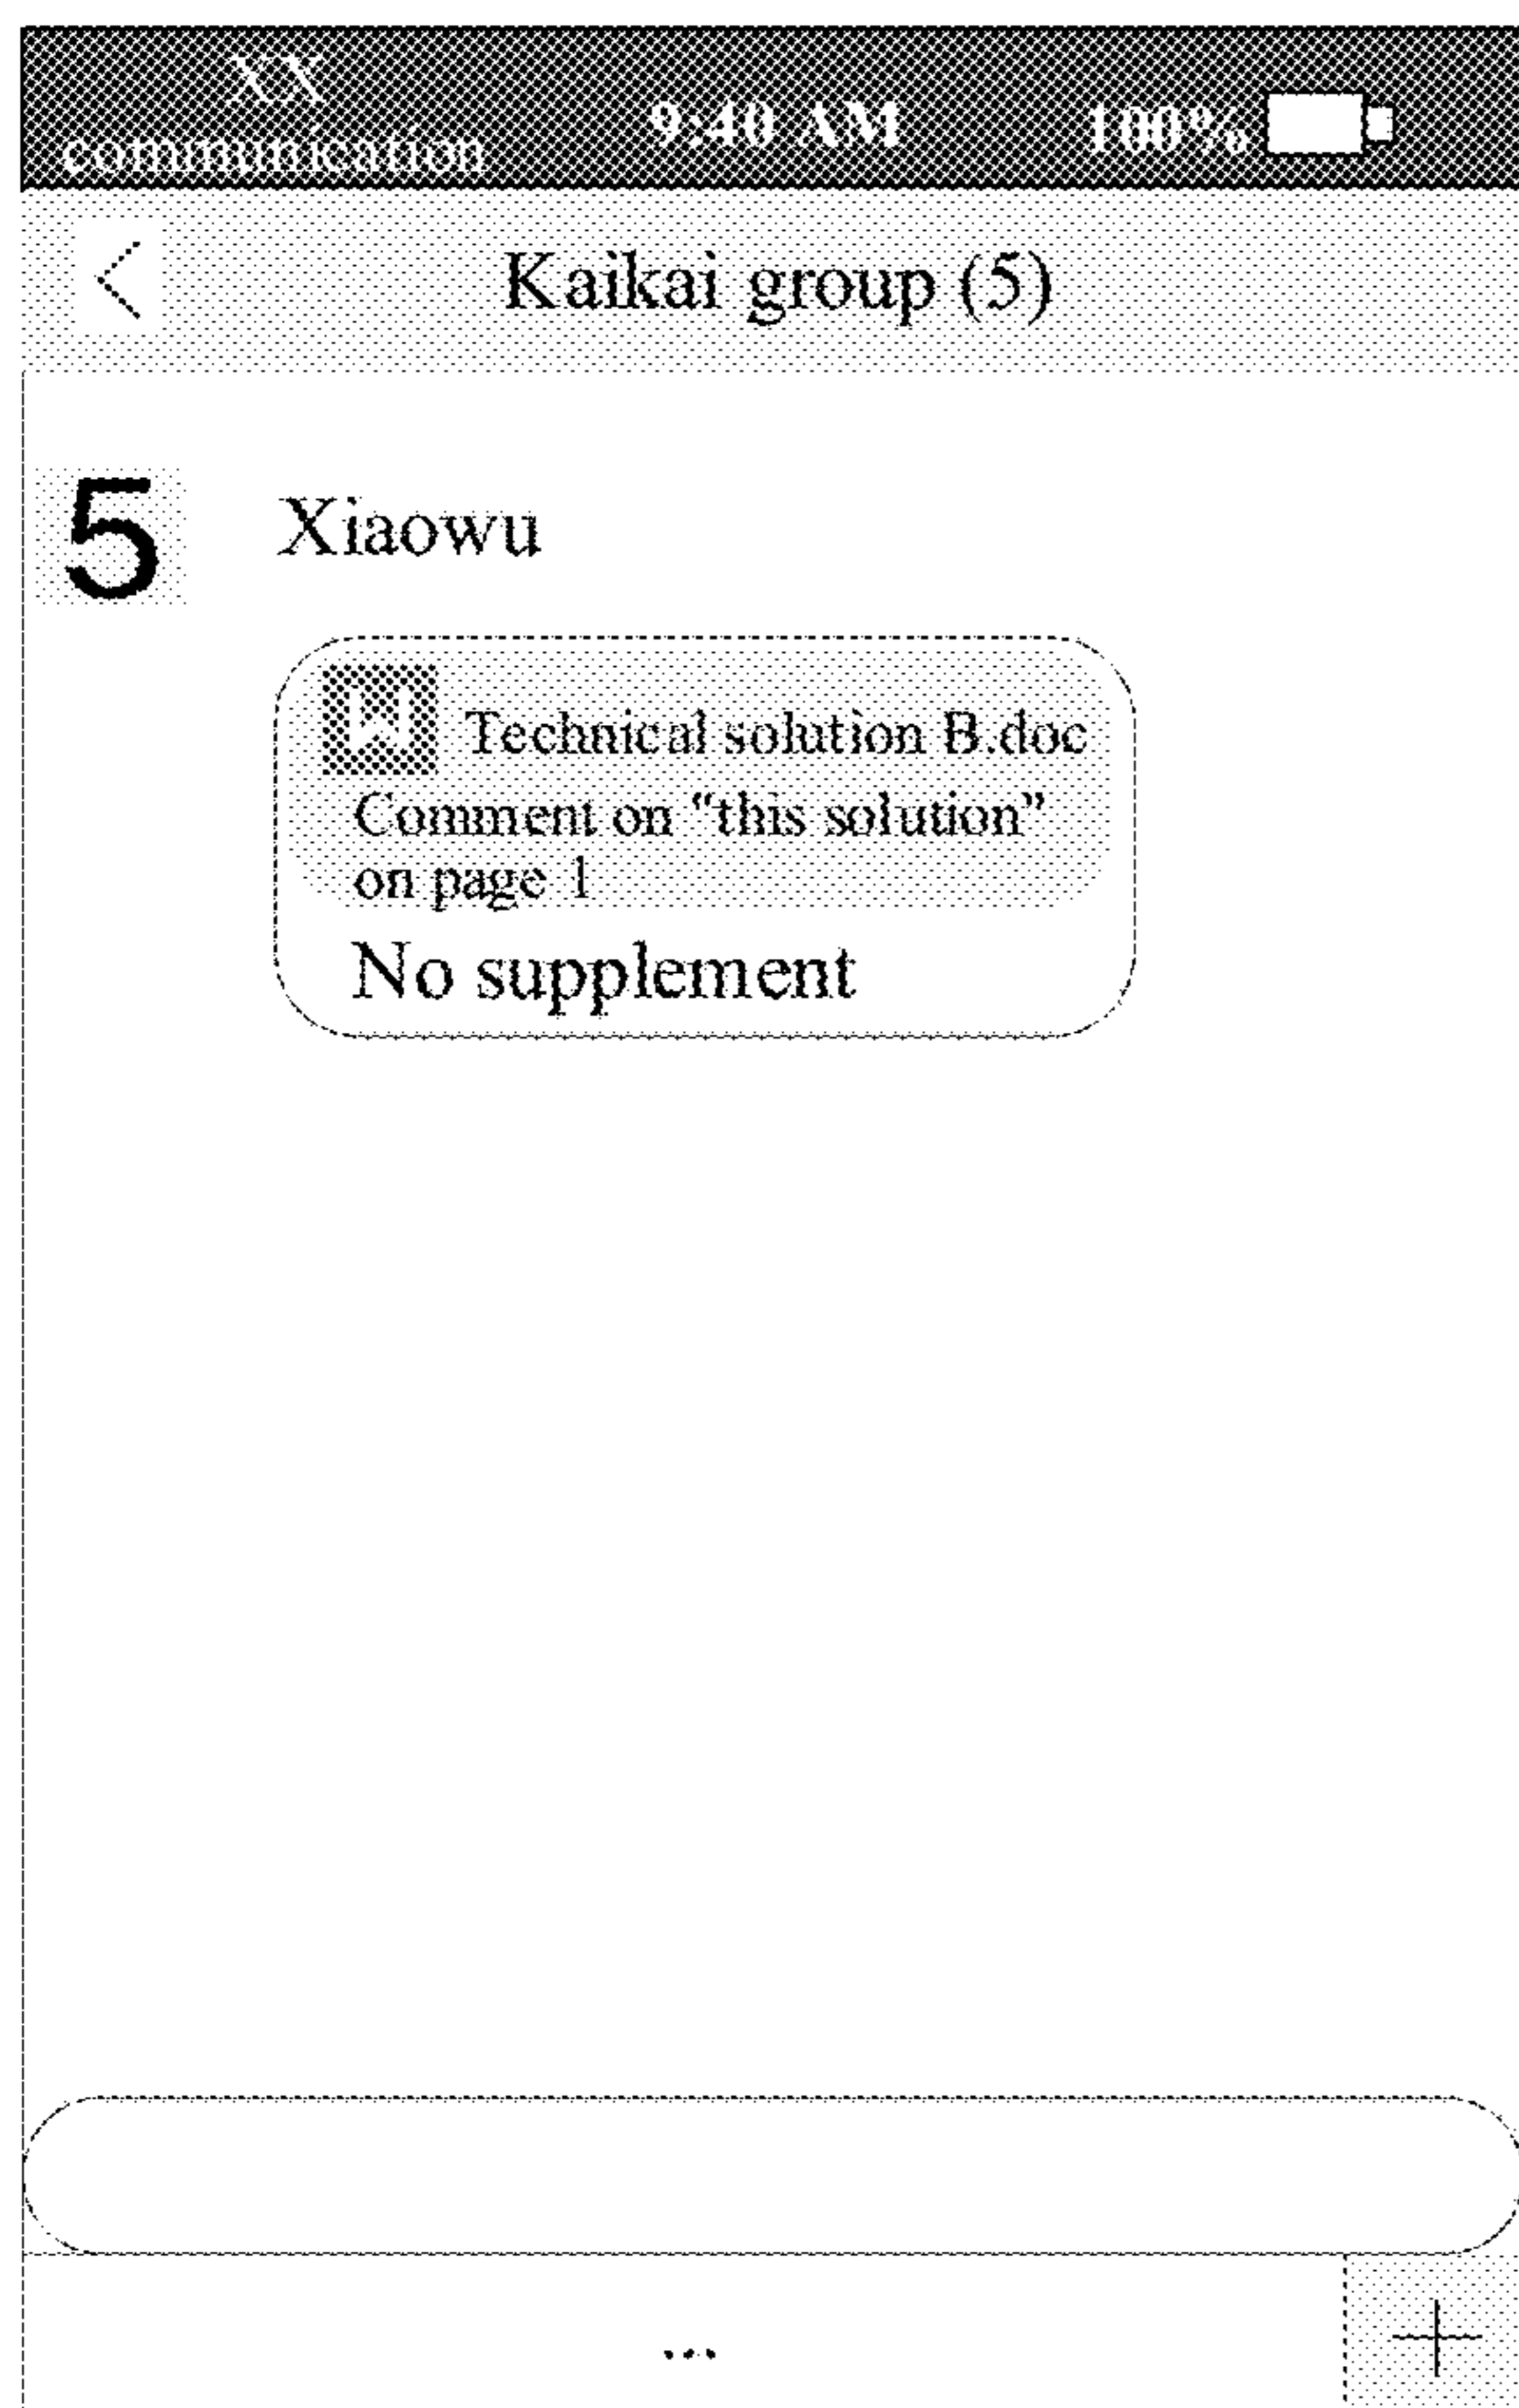 XX
communication
9:40 AM
100%
<
Kaikai group (5)
5
Xiaowu
W
Technical solution B.doc
Comment on “this solution”
on page 1
No supplement
...
+